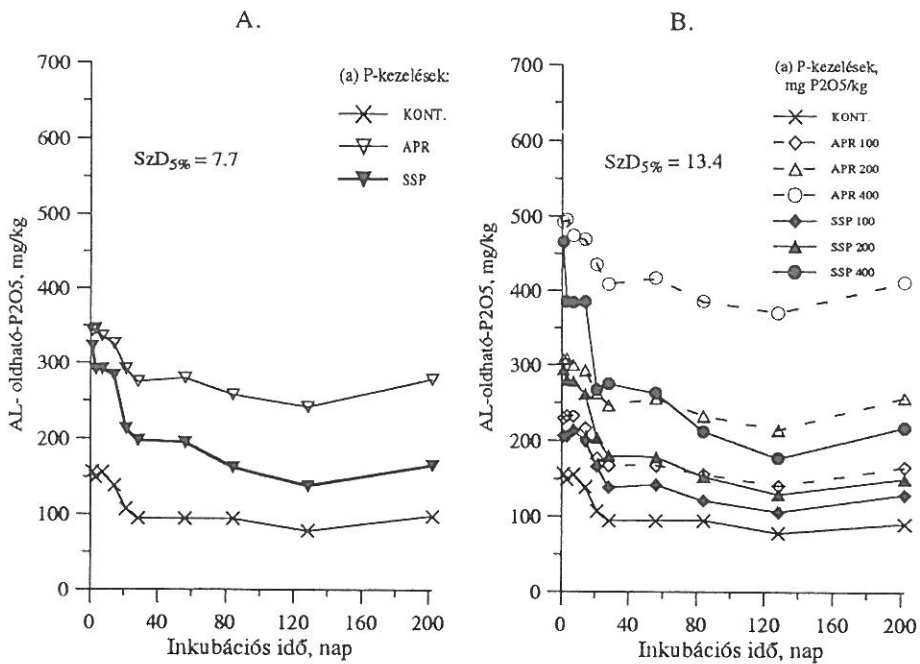 A.
700
600
500
400
300
200
100
0
AL- oldható-P2O5, mg/kg
(a) P-kezelések:
KONT.
APR
SSP
SzD5% = 7.7
0 40 80 120 160 200
Inkubációs idő, nap
B.
700
600
500
400
300
200
100
0
AL-oldható-P2O5, mg/kg
(a) P-kezelések,
mg P2O5/kg
KONT.
APR 100
APR 200
APR 400
SSP 100
SSP 200
SSP 400
SzD5% = 13.4
0 40 80 120 160 200
Inkubációs idő, nap